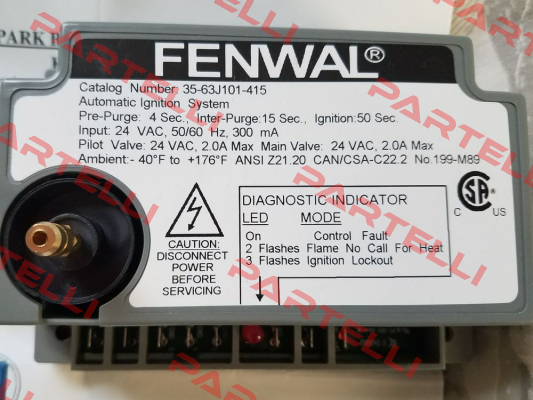 PARK
FENWAL®
Catalog Number 35-63J101-415
Automatic Ignition System
Pre-Purge: 4 Sec., Inter-Purge:15 Sec., Ignition:50 Sec.
Input: 24 VAC, 50/60 Hz, 300 mA
Pilot Valve: 24 VAC, 2.0A Max Main Valve: 24 VAC, 2.0A Max
Ambient:- 40°F to +176°F ANSI Z21.20 CAN/CSA-C22.2 No.199-M89
CAUTION:
DISCONNECT
POWER
BEFORE
SERVICING
DIAGNOSTIC INDICATOR
LED MODE
On Control Fault
2 Flashes Flame No Call For Heat
3 Flashes Ignition Lockout
CSA
C US
PARTELLI
PARTELLI
PARTELLI
PARTELLI
PARTELLI